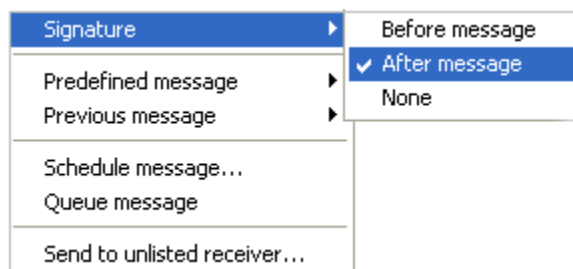 Signature
Before message
After message
None
Predefined message
Previous message
Schedule message...
Queue message
Send to unlisted receiver...